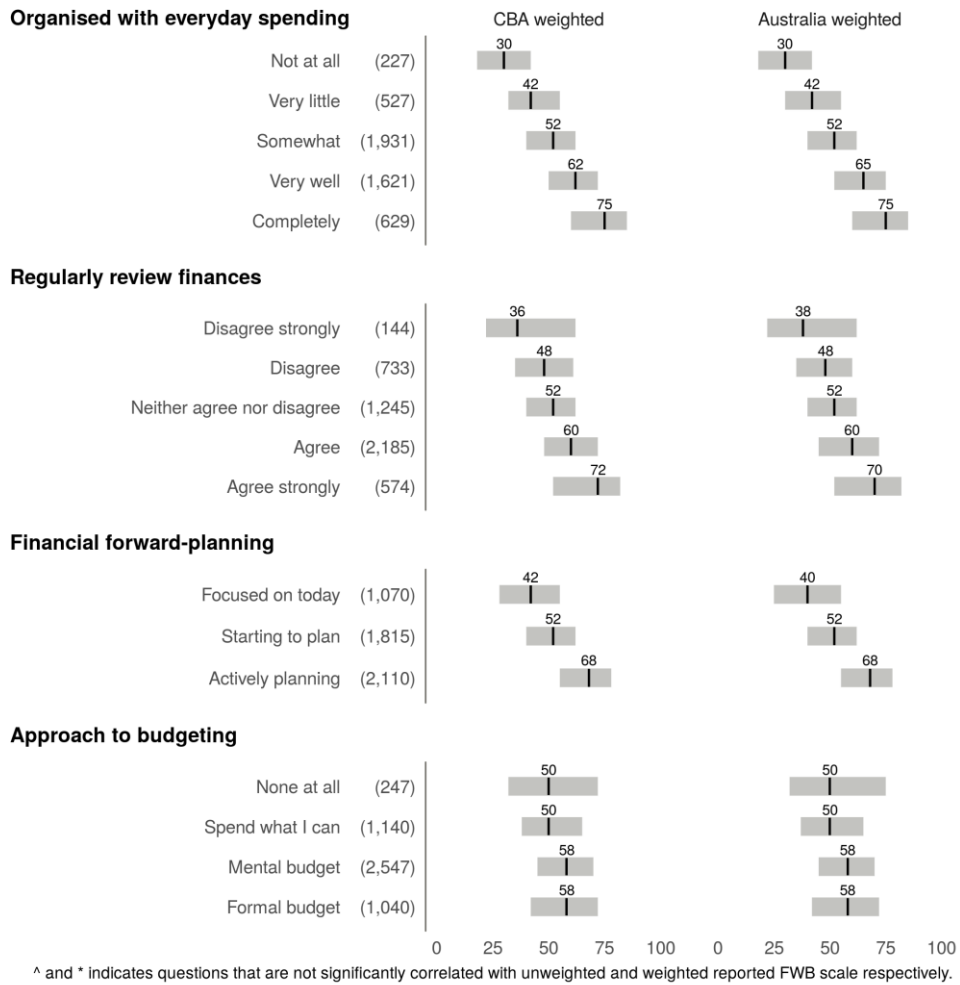 Organised with everyday spending CBA weighted Australia weighted
30 30
Not at all (227)
42 42
Very little (527)
52 52
Somewhat (1,931)
62 65
Very well (1,621)
75 75
Completely (629)
Regularly review finances
36 38
Disagree strongly (144)
48 48
Disagree (733)
52 52
Neither agree nor disagree (1,245)
60 60
Agree (2,185)
72 70
Agree strongly (574)
Financial forward-planning
42 40
Focused on today (1,070)
52 52
Starting to plan (1,815)
68 68
Actively planning (2,110)
Approach to budgeting
50 50
None at all (247)
50 50
Spend what I can (1,140)
58 58
Mental budget (2,547)
58 58
Formal budget (1,040)
0 25 50 75 100 0 25 50 75 100
^ and * indicates questions that are not significantly correlated with unweighted and weighted reported FWB scale respectively.